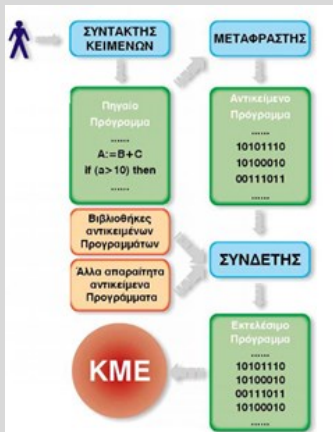 ΣΥΝΤΑΚΤΗΣ
ΚΕΙΜΕΝΩΝ
ΜΕΤΑΦΡΑΣΤΗΣ
Πηγαίο
Πρόγραμμα
......
A:=B+C
if (a>10) then
......
Αντικείμενο
Πρόγραμμα
......
10101110
10100010
00111011
......
Βιβλιοθήκες
αντικειμένων
Προγραμμάτων
Άλλα απαραίτητα
αντικείμενα
Προγράμματα
ΣΥΝΔΕΤΗΣ
Εκτελέσιμο
Πρόγραμμα
......
10101110
10100010
00111011
10100010
......
ΚΜΕ